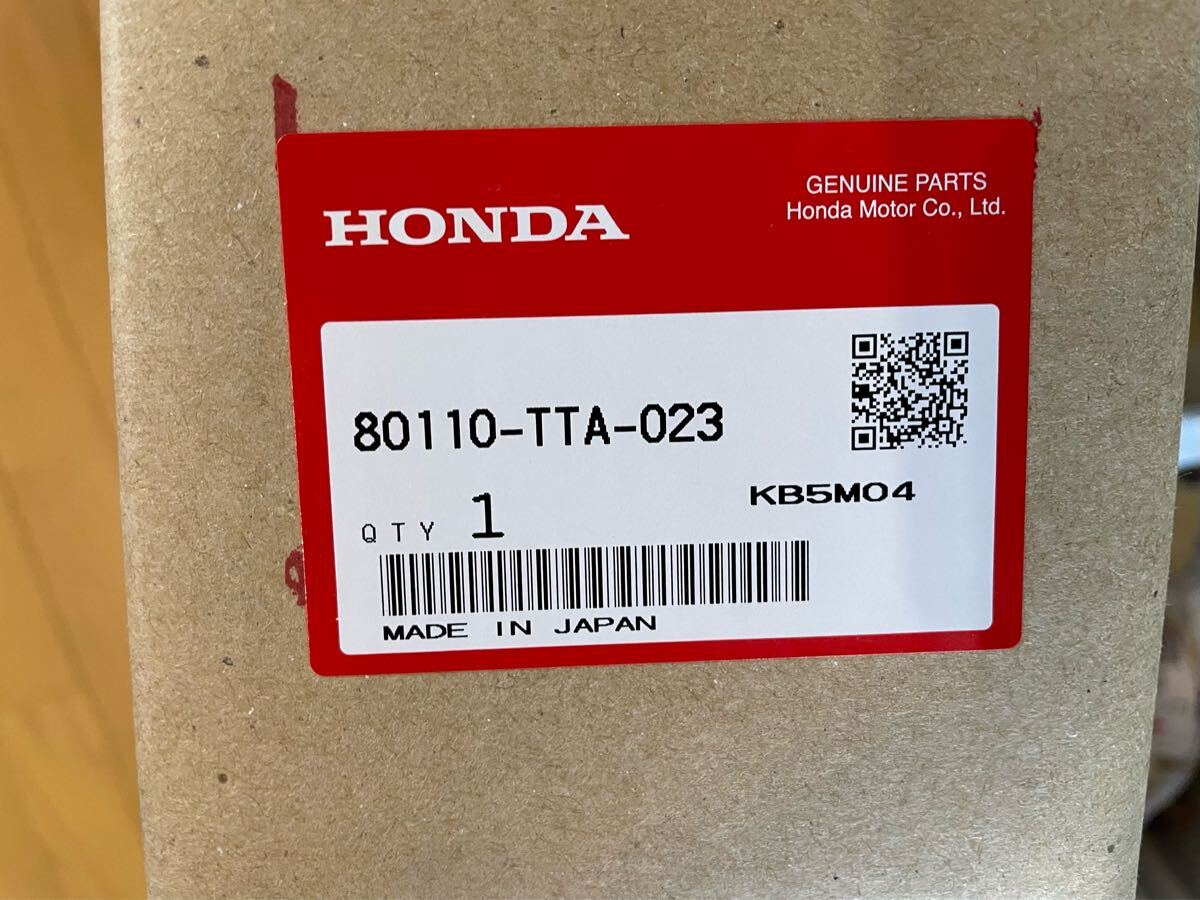 HONDA
GENUINE PARTS
Honda Motor Co., Ltd.
80110-TTA-023
KB5M04
QTY 1
MADE IN JAPAN